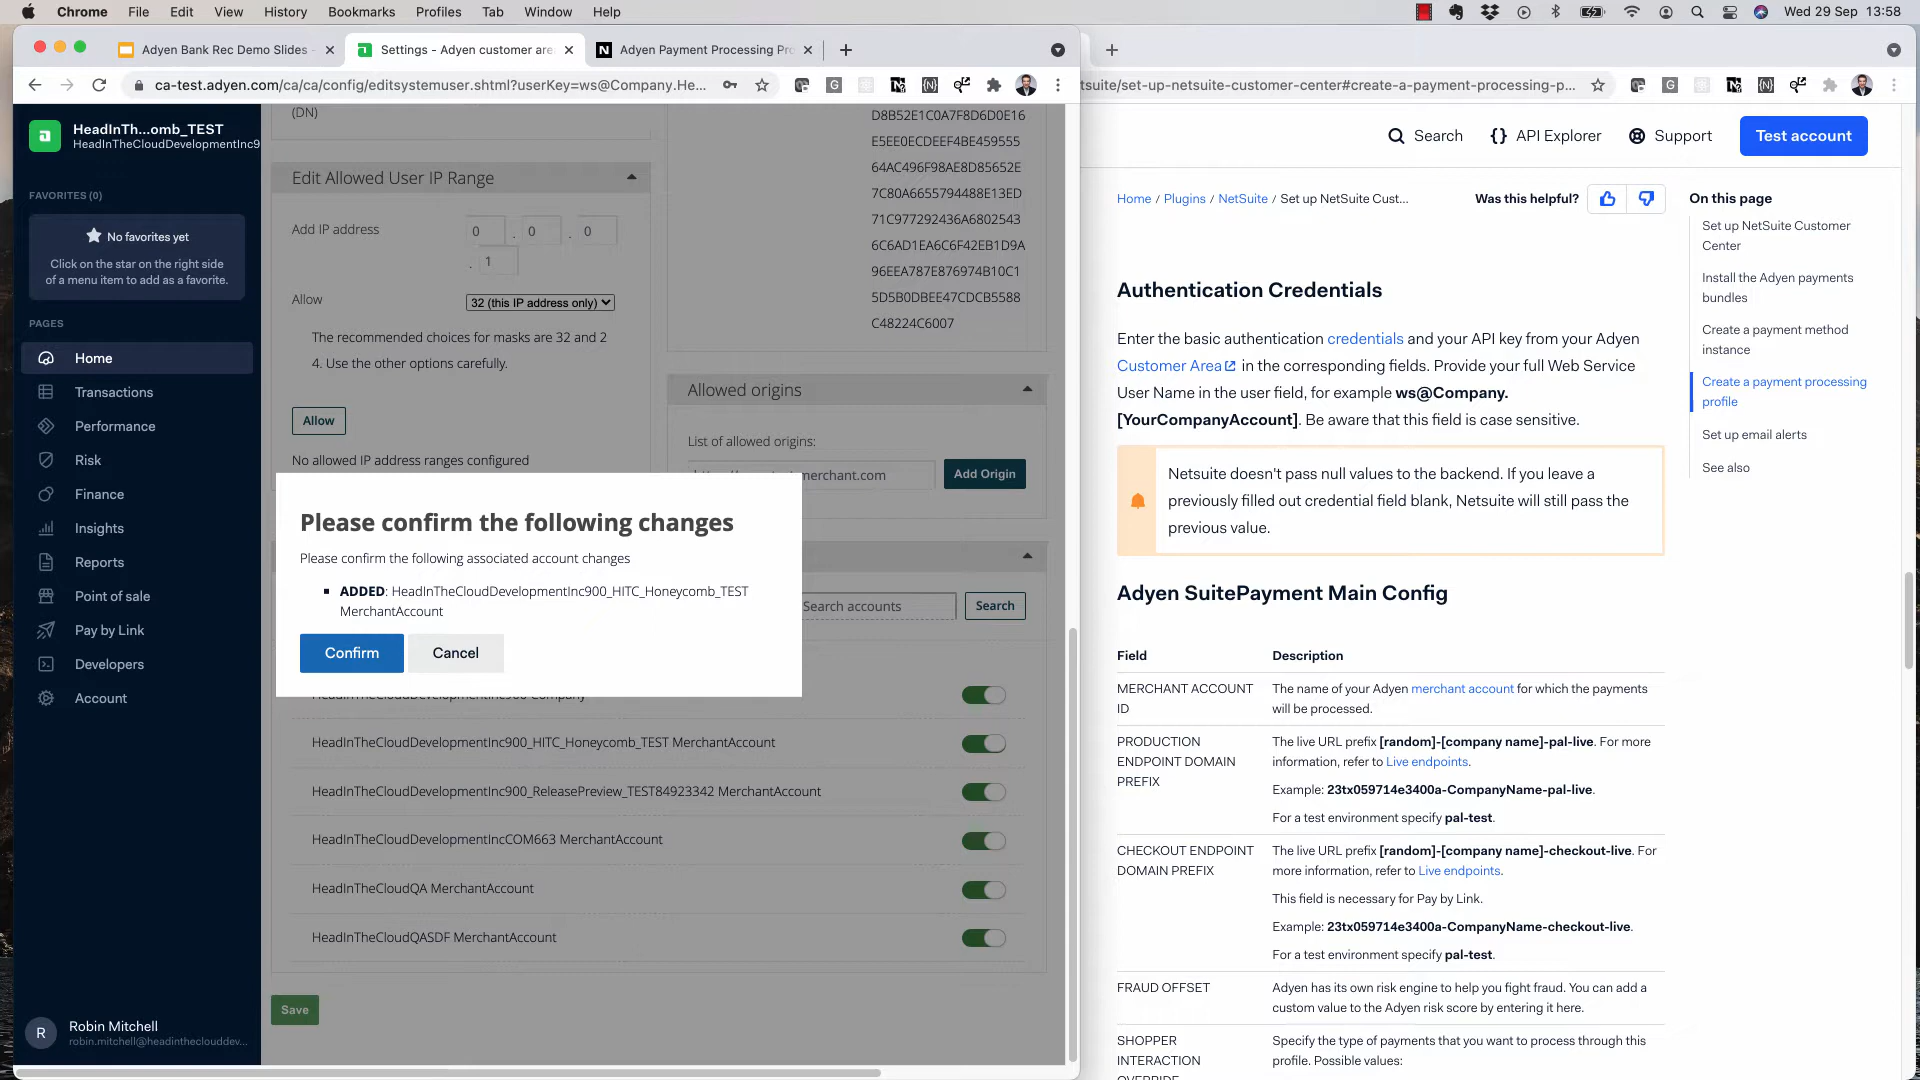 Chrome File Edit View History Bookmarks Profiles Tab Window Help Wed 29 Sep 13:58
Adyen Bank Rec Demo Slides
Settings - Adyen customer are
Adyen Payment Processing Pro
ca-test.adyen.com/ca/ca/config/editsystemuser.shtml?userKey=ws@Company.He...
suite/set-up-netsuite-customer-center#create-a-payment-processing-p...
HeadInTh...omb_TEST
HeadInTheCloudDevelopmentInc9
FAVORITES (0)
No favorites yet
Click on the star on the right side
of a menu item to add as a favorite.
PAGES
Home
Transactions
Performance
Risk
Finance
Insights
Reports
Point of sale
Pay by Link
Developers
Account
R
Robin Mitchell
robin.mitchell@headintheclouddev...
(DN)
Edit Allowed User IP Range
Add IP address
0 . 0 . 0
. 1
Allow
32 (this IP address only)
The recommended choices for masks are 32 and 2
4. Use the other options carefully.
Allow
No allowed IP address ranges configured
D8B52E1C0A7F8D6D0E16
E5EE0ECDEEF4BE459555
64AC496F98AE8D85652E
7C80A6655794488E13ED
71C977292436A6802543
6C6AD1EA6C6F42EB1D9A
96EEA787E876974B10C1
5D5B0DBEE47CDCB5588
C48224C6007
Allowed origins
List of allowed origins:
merchant.com
Add Origin
Please confirm the following changes
Please confirm the following associated account changes
ADDED: HeadInTheCloudDevelopmentInc900_HITC_Honeycomb_TEST
MerchantAccount
Confirm
Cancel
Search accounts
Search
HeadInTheCloudDevelopmentInc900 Company
HeadInTheCloudDevelopmentInc900_HITC_Honeycomb_TEST MerchantAccount
HeadInTheCloudDevelopmentInc900_ReleasePreview_TEST84923342 MerchantAccount
HeadInTheCloudDevelopmentIncCOM663 MerchantAccount
HeadInTheCloudQA MerchantAccount
HeadInTheCloudQASDF MerchantAccount
Save
Search
API Explorer
Support
Test account
Home / Plugins / NetSuite / Set up NetSuite Cust...
Was this helpful?
Authentication Credentials
Enter the basic authentication credentials and your API key from your Adyen
Customer Area in the corresponding fields. Provide your full Web Service
User Name in the user field, for example ws@Company.
[YourCompanyAccount]. Be aware that this field is case sensitive.
Netsuite doesn't pass null values to the backend. If you leave a
previously filled out credential field blank, Netsuite will still pass the
previous value.
Adyen SuitePayment Main Config
Field
Description
MERCHANT ACCOUNT
ID
The name of your Adyen merchant account for which the payments
will be processed.
PRODUCTION
ENDPOINT DOMAIN
PREFIX
The live URL prefix [random]-[company name]-pal-live. For more
information, refer to Live endpoints.
Example: 23tx059714e3400a-CompanyName-pal-live.
For a test environment specify pal-test.
CHECKOUT ENDPOINT
DOMAIN PREFIX
The live URL prefix [random]-[company name]-checkout-live. For
more information, refer to Live endpoints.
This field is necessary for Pay by Link.
Example: 23tx059714e3400a-CompanyName-checkout-live.
For a test environment specify pal-test.
FRAUD OFFSET
Adyen has its own risk engine to help you fight fraud. You can add a
custom value to the Adyen risk score by entering it here.
SHOPPER
INTERACTION
OVERRIDE
Specify the type of payments that you want to process through this
profile. Possible values:
On this page
Set up NetSuite Customer
Center
Install the Adyen payments
bundles
Create a payment method
instance
Create a payment processing
profile
Set up email alerts
See also